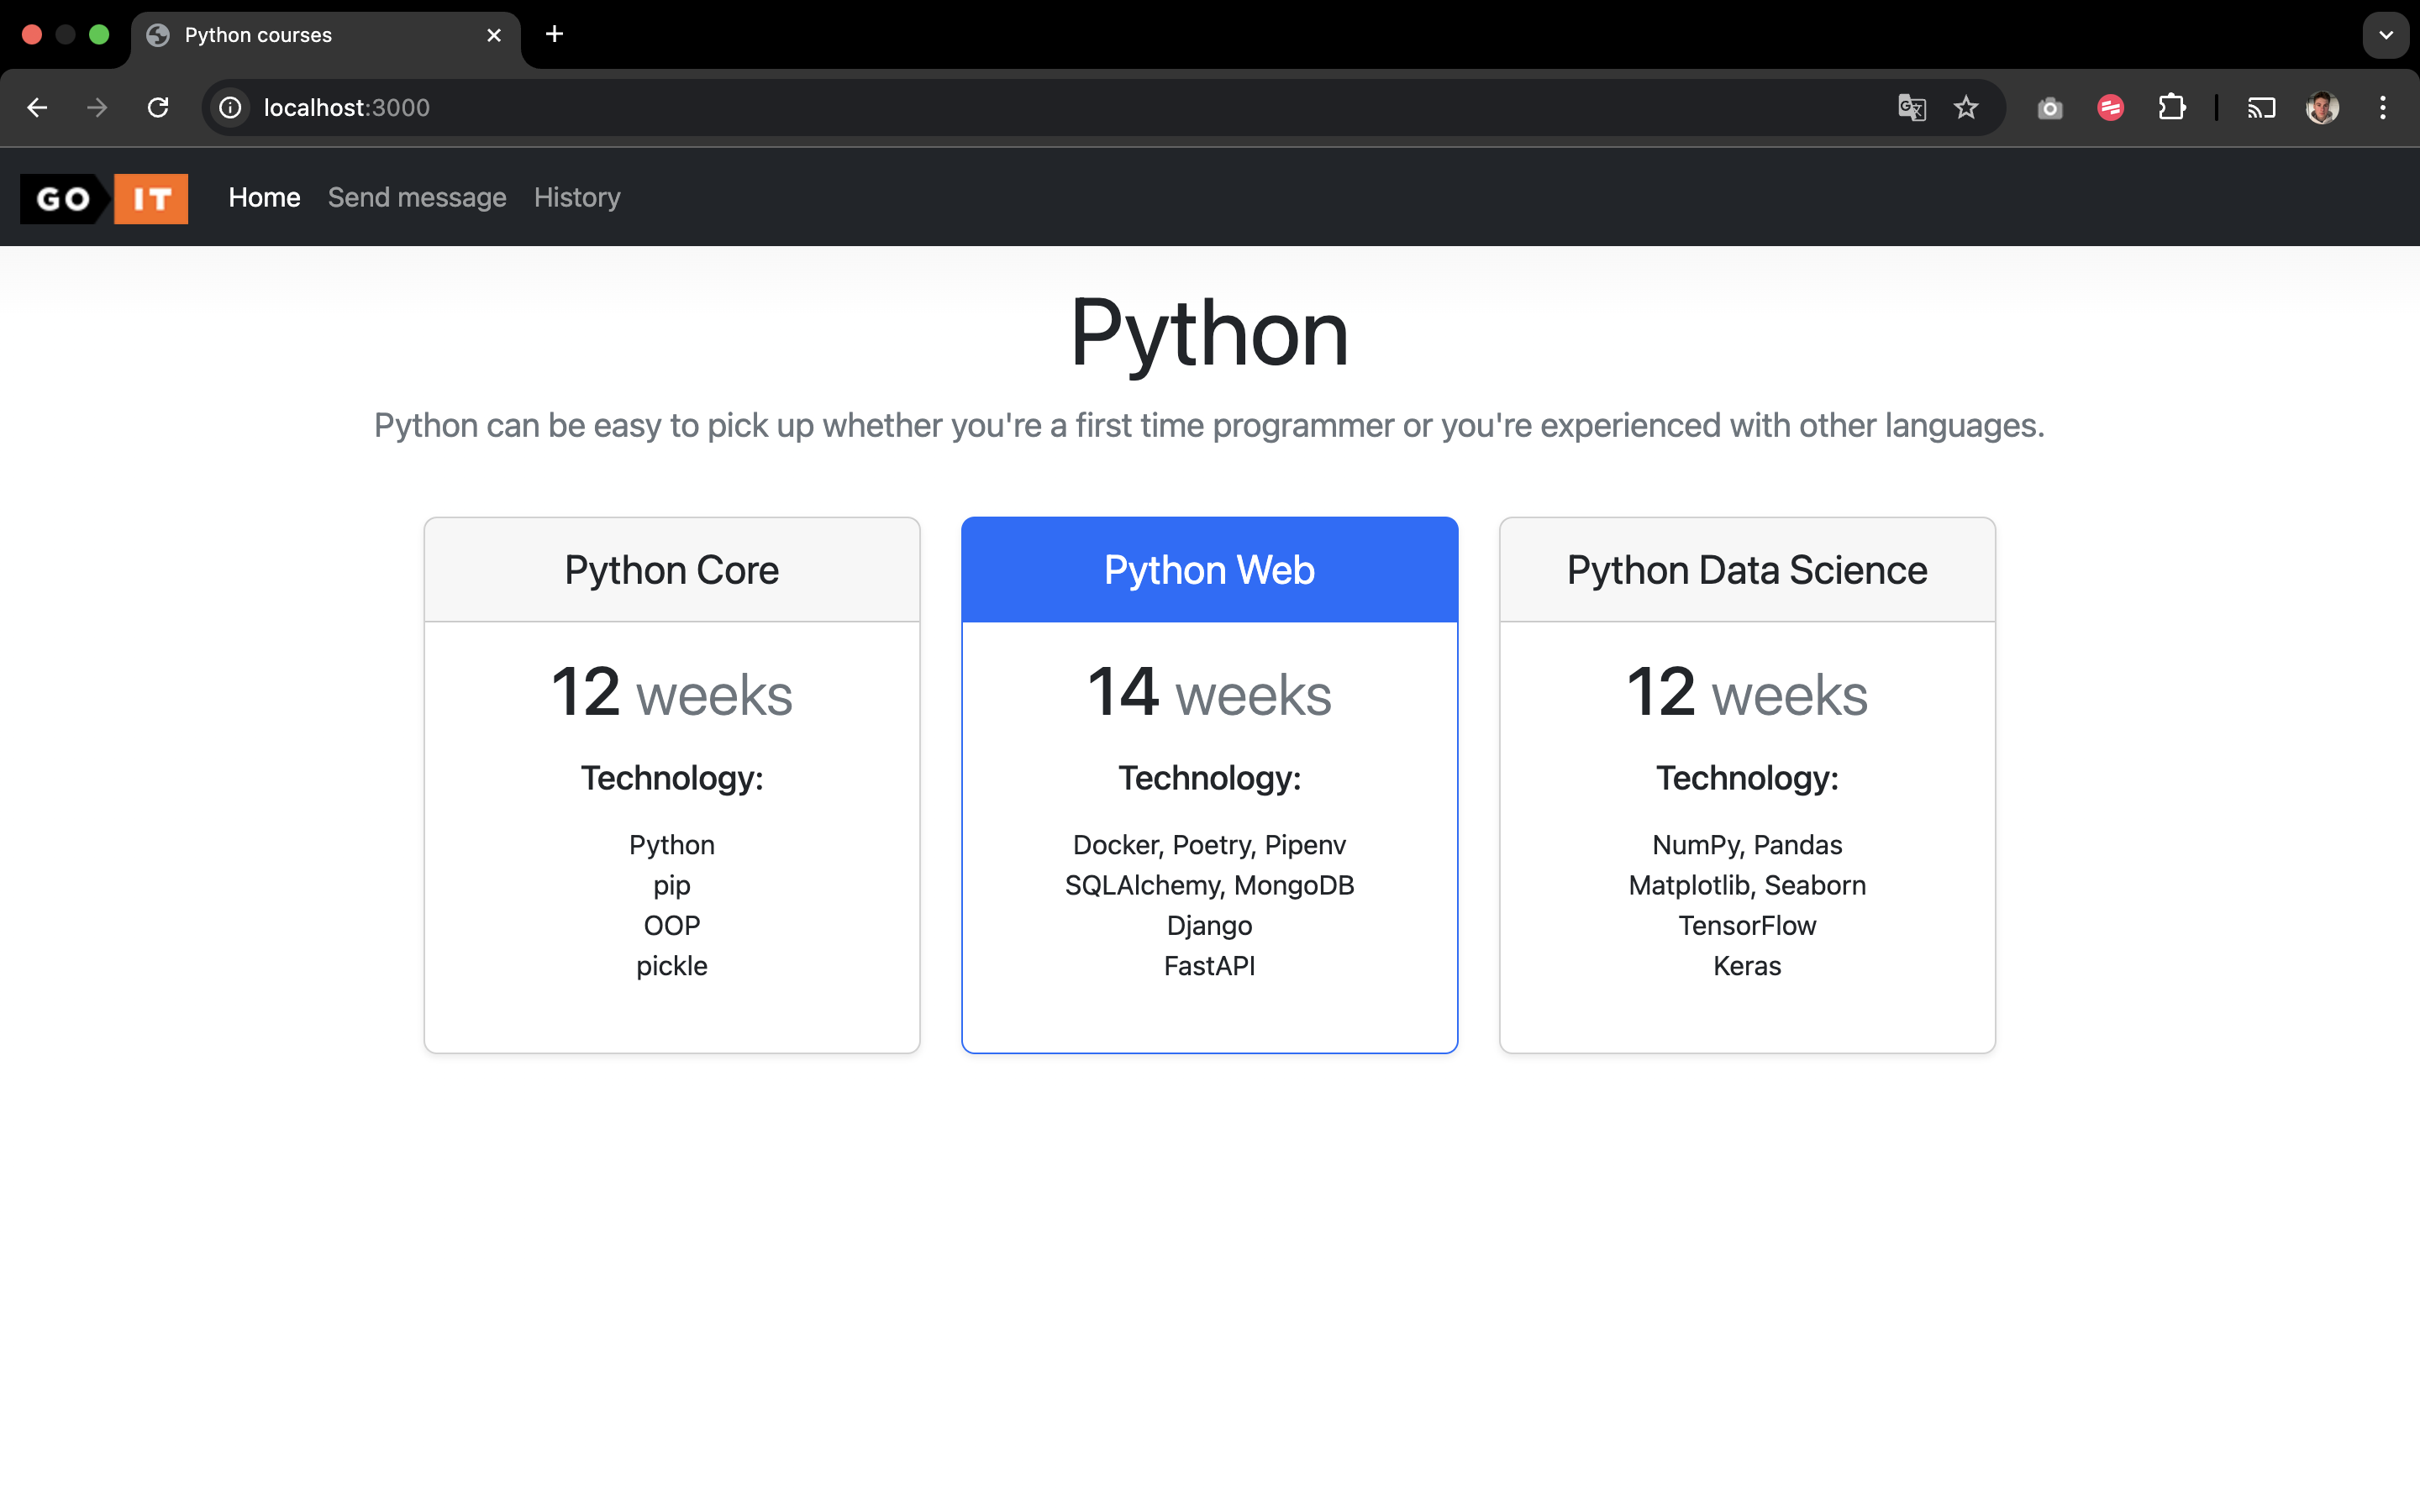 Python courses
localhost:3000
GO IT Home Send message History
Python
Python can be easy to pick up whether you're a first time programmer or you're experienced with other languages.
Python Core
12 weeks
Technology:
Python
pip
OOP
pickle
Python Web
14 weeks
Technology:
Docker, Poetry, Pipenv
SQLAlchemy, MongoDB
Django
FastAPI
Python Data Science
12 weeks
Technology:
NumPy, Pandas
Matplotlib, Seaborn
TensorFlow
Keras